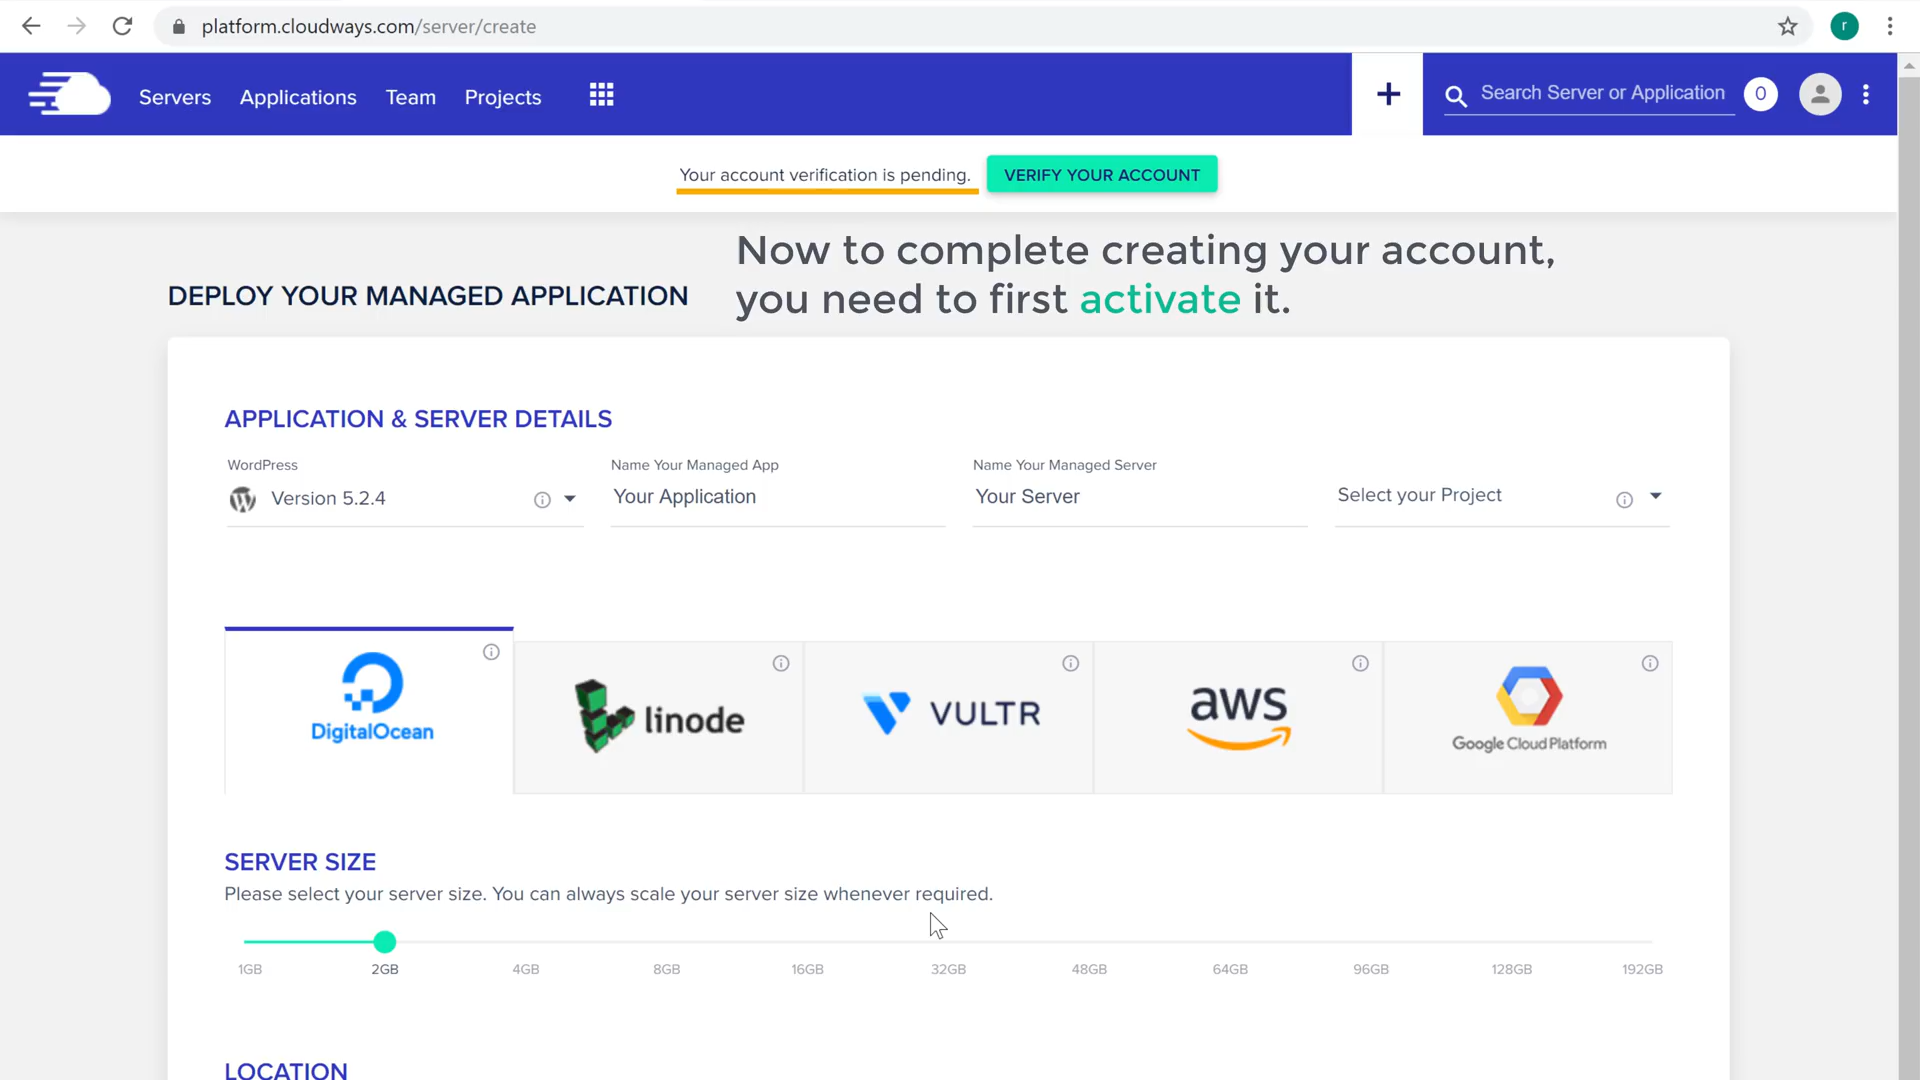 platform.cloudways.com/server/create
r
Servers Applications Team Projects
+ Search Server or Application 0
Your account verification is pending. VERIFY YOUR ACCOUNT
Now to complete creating your account,
you need to first activate it.
DEPLOY YOUR MANAGED APPLICATION
APPLICATION & SERVER DETAILS
WordPress Name Your Managed App Name Your Managed Server
Version 5.2.4 Your Application Your Server Select your Project
DigitalOcean linode VULTR aws Google Cloud Platform
SERVER SIZE
Please select your server size. You can always scale your server size whenever required.
1GB 2GB 4GB 8GB 16GB 32GB 48GB 64GB 96GB 128GB 192GB
LOCATION